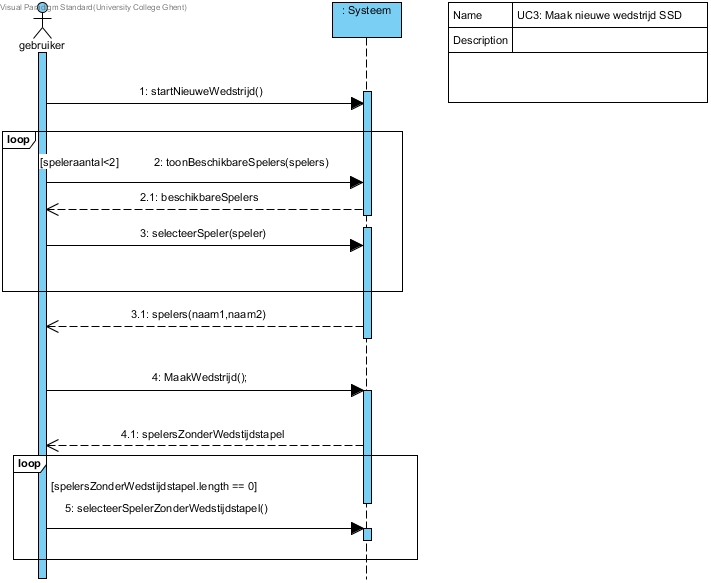 Visual Paradigm Standard(University College Ghent)
gebruiker
: Systeem
Name
UC3: Maak nieuwe wedstrijd SSD
Description
1: startNieuweWedstrijd()
loop
[speleraantal<2]
2: toonBeschikbareSpelers(spelers)
2.1: beschikbareSpelers
3: selecteerSpeler(speler)
3.1: spelers(naam1,naam2)
4: MaakWedstrijd();
4.1: spelersZonderWedstijdstapel
loop
[spelersZonderWedstijdstapel.length == 0]
5: selecteerSpelerZonderWedstijdstapel()